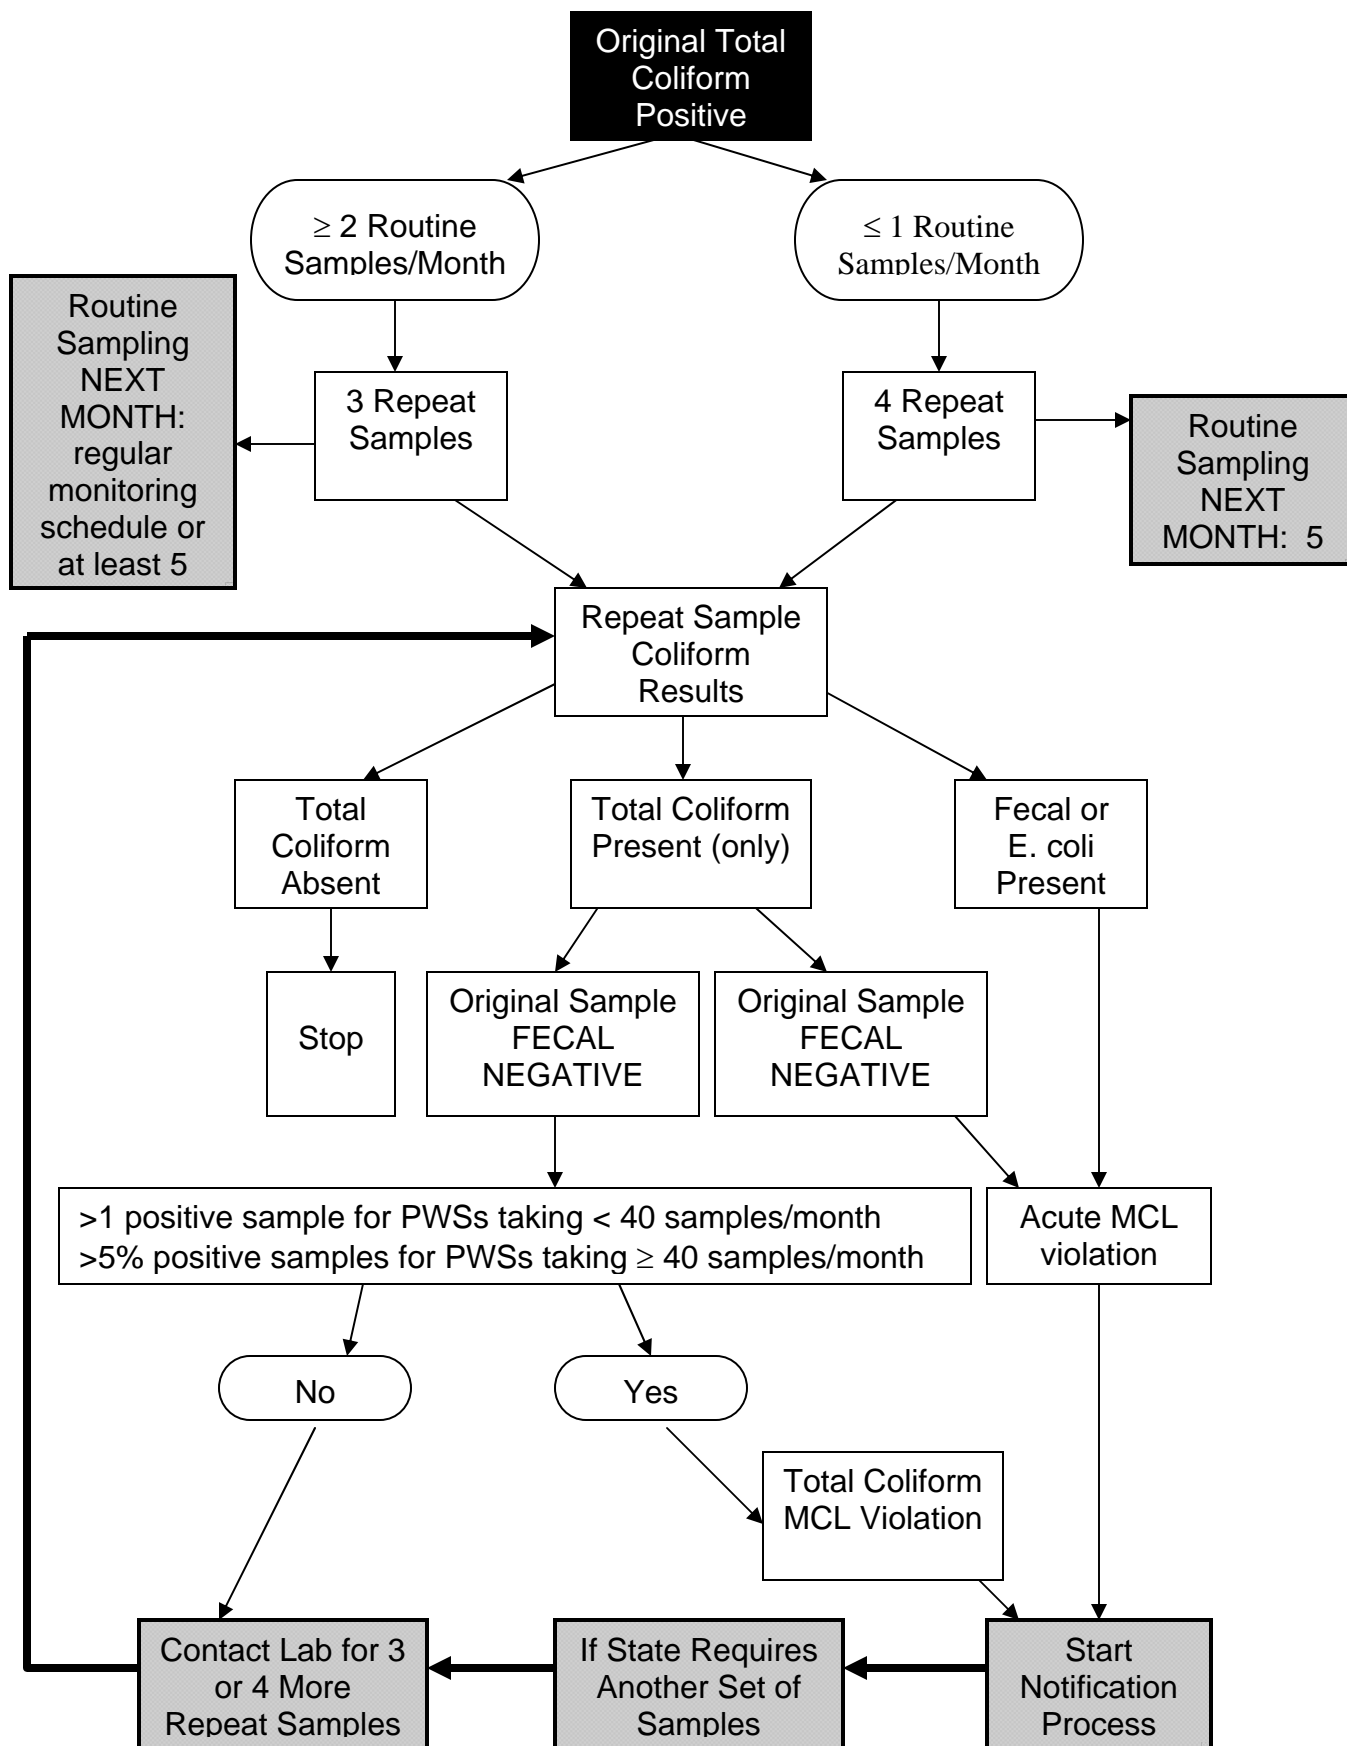 Original Total
Coliform
Positive
≥ 2 Routine
Samples/Month
≤ 1 Routine
Samples/Month
Routine
Sampling
NEXT
MONTH:
regular
monitoring
schedule or
at least 5
3 Repeat
Samples
4 Repeat
Samples
Routine
Sampling
NEXT
MONTH: 5
Repeat Sample
Coliform
Results
Total
Coliform
Absent
Total Coliform
Present (only)
Fecal or
E. coli
Present
Stop
Original Sample
FECAL
NEGATIVE
Original Sample
FECAL
NEGATIVE
>1 positive sample for PWSs taking < 40 samples/month
>5% positive samples for PWSs taking ≥ 40 samples/month
Acute MCL
violation
No
Yes
Total Coliform
MCL Violation
Contact Lab for 3
or 4 More
Repeat Samples
If State Requires
Another Set of
Samples
Start
Notification
Process